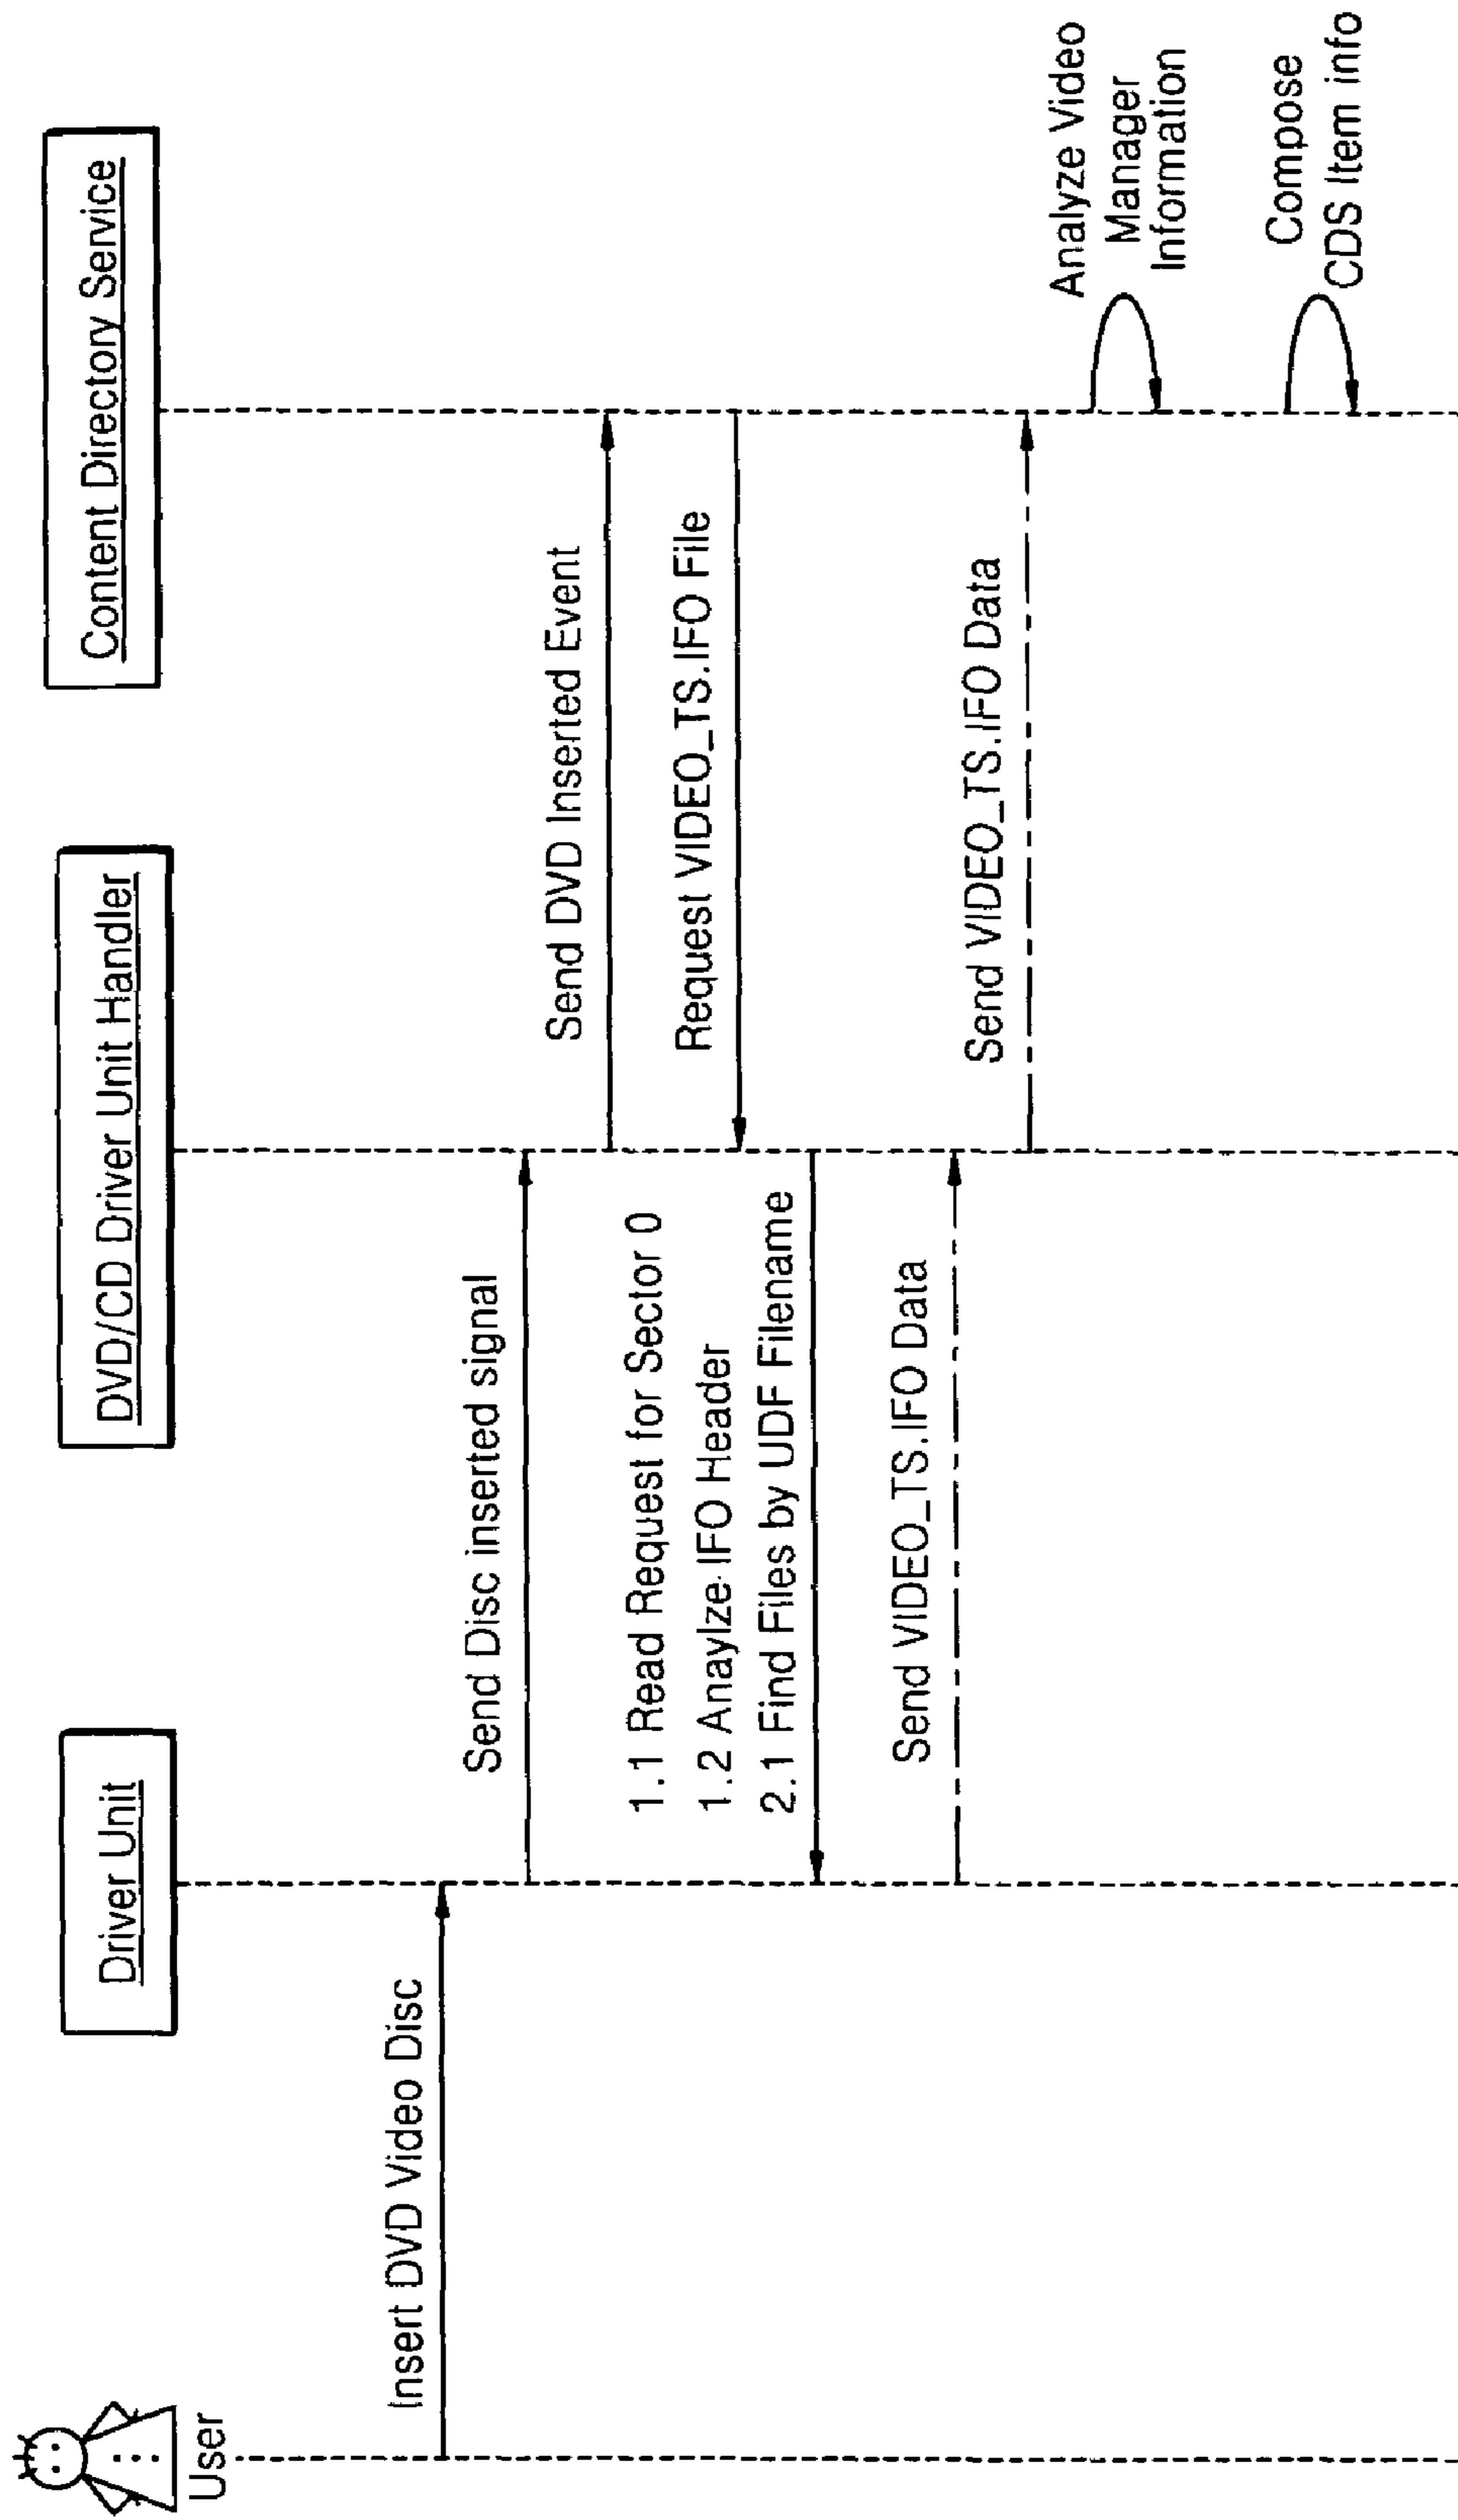 User
Driver Unit
DVD/CD Driver Unit Handler
Content Directory Service
Insert DVD Video Disc
Send Disc inserted signal
Send DVD Inserted Event
Request VIDEO_TS.IFO File
1.1 Read Request for Sector 0
1.2 Anaylze IFO Header
2.1 Find Files by UDF Filename
Send VIDEO_TS.IFO Data
Send VIDEO_TS.IFO Data
Analyze Video
Manager
Information
Compose
CDS Item info